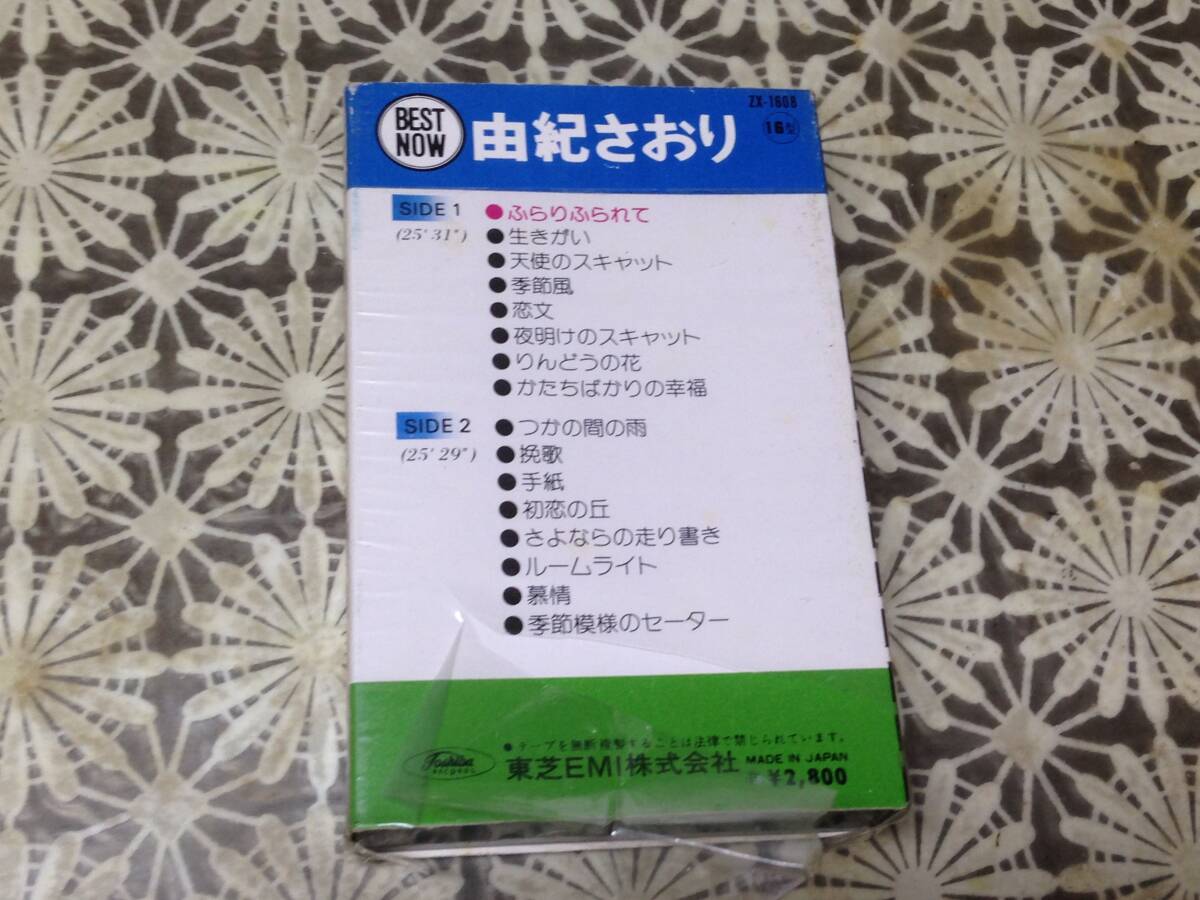 BEST
NOW
由紀さおり
ZX-1608
16型
SIDE 1
(25'31")
●ふらりふられて
●生きがい
●天使のスキャット
●季節風
●恋文
●夜明けのスキャット
●りんどうの花
●かたちばかりの幸福
SIDE 2
(25'29")
●つかの間の雨
●挽歌
●手紙
●初恋の丘
●さよならの走り書き
●ルームライト
●慕情
●季節模様のセーター
●テープを無断複製することは法律で禁じられています。
Toshiba
RECORDS
東芝EMI株式会社
MADE IN JAPAN
¥2,800